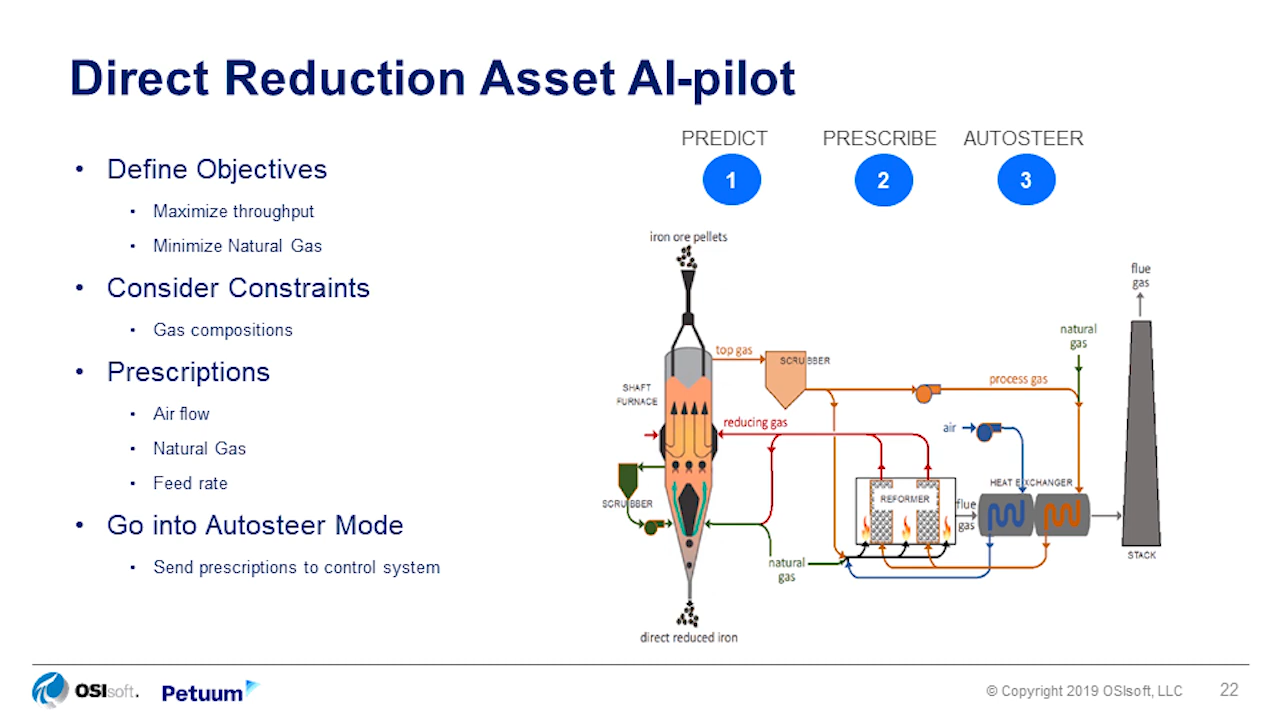 Direct Reduction Asset AI-pilot
• Define Objectives
• Maximize throughput
• Minimize Natural Gas
• Consider Constraints
• Gas compositions
• Prescriptions
• Air flow
• Natural Gas
• Feed rate
• Go into Autosteer Mode
• Send prescriptions to control system
PREDICT PRESCRIBE AUTOSTEER
1 2 3
iron ore pellets
flue
gas
natural
gas
top gas
SCRUBBER
process gas
SHAFT
FURNACE
reducing gas
air
HEAT EXCHANGER
REFORMER
SCRUBBER
flue
gas
STACK
natural
gas
direct reduced iron
OSIsoft.
Petuum
© Copyright 2019 OSIsoft, LLC 22